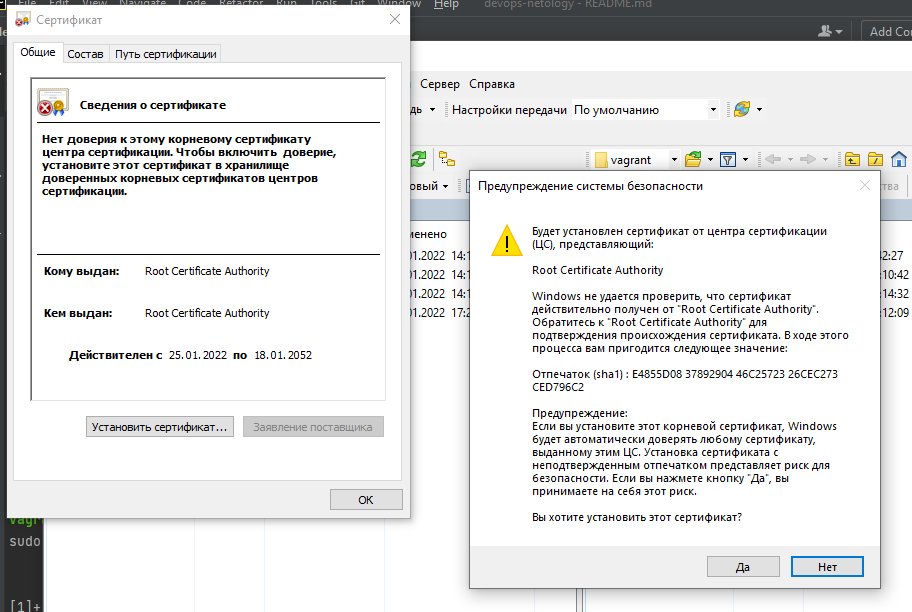 File Edit View Navigate Code Refactor Run Tools Git Window Help devops-netology - README.md
Add Cor
Сертификат
Общие Состав Путь сертификации
Сведения о сертификате
Нет доверия к этому корневому сертификату
центра сертификации. Чтобы включить доверие,
установите этот сертификат в хранилище
доверенных корневых сертификатов центров
сертификации.
Кому выдан: Root Certificate Authority
Кем выдан: Root Certificate Authority
Действителен с 25.01.2022 по 18.01.2052
Установить сертификат... Заявление поставщика
OK
Сервер Справка
дь Настройки передачи По умолчанию
vagrant
овый
тва
менено
01.2022 14:1
01.2022 14:1
01.2022 14:1
01.2022 17:2
42:27
:10:42
:14:32
:12:09
Предупреждение системы безопасности
Будет установлен сертификат от центра сертификации
(ЦС), представляющий:
Root Certificate Authority
Windows не удается проверить, что сертификат
действительно получен от "Root Certificate Authority".
Обратитесь к "Root Certificate Authority" для
подтверждения происхождения сертификата. В ходе этого
процесса вам пригодится следующее значение:
Отпечаток (sha1) : E4855D08 37892904 46C25723 26CEC273
CED796C2
Предупреждение:
Если вы установите этот корневой сертификат, Windows
будет автоматически доверять любому сертификату,
выданному этим ЦС. Установка сертификата с
неподтвержденным отпечатком представляет риск для
безопасности. Если вы нажмете кнопку "Да", вы
принимаете на себя этот риск.
Вы хотите установить этот сертификат?
Да Нет
vagr
sudo
[1]+